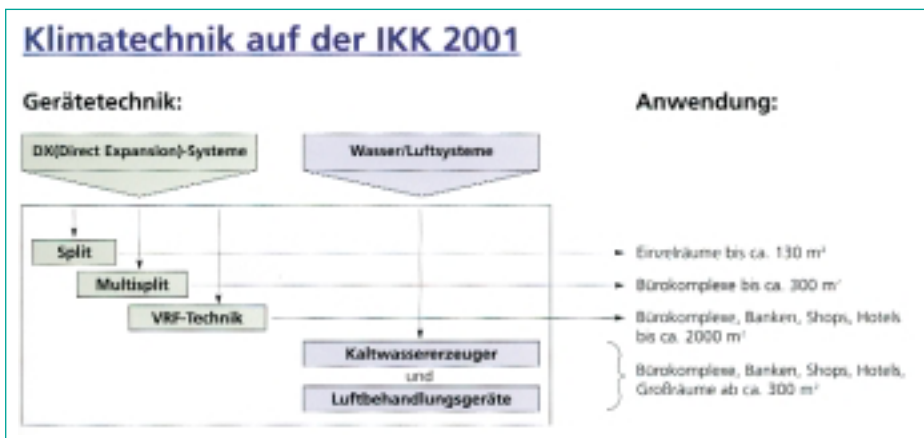 Klimatechnik auf der IKK 2001
Gerätetechnik:
Anwendung:
DX(Direct Expansion)-Systeme
Wasser/Luftsysteme
Split
Einzelräume bis ca. 130 m²
Multisplit
Bürokomplexe bis ca. 300 m²
VRF-Technik
Bürokomplexe, Banken, Shops, Hotels
bis ca. 2000 m²
Kaltwassererzeuger
und
Luftbehandlungsgeräte
Bürokomplexe, Banken, Shops, Hotels,
Großräume ab ca. 300 m²